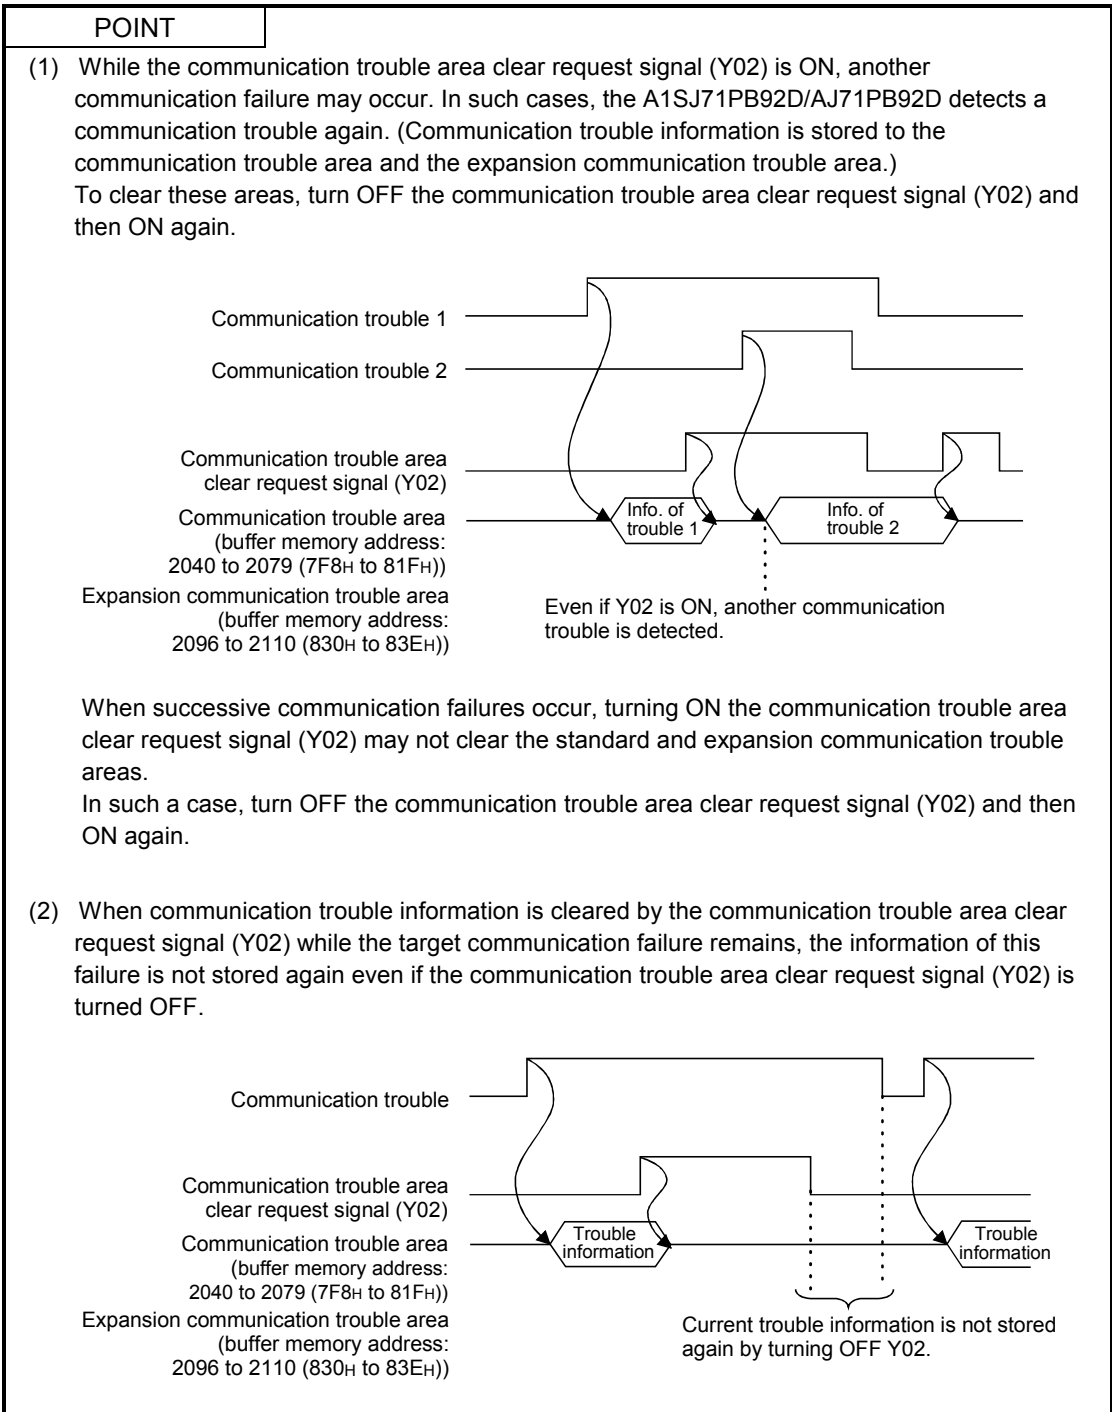 POINT
(1) While the communication trouble area clear request signal (Y02) is ON, another
communication failure may occur. In such cases, the A1SJ71PB92D/AJ71PB92D detects a
communication trouble again. (Communication trouble information is stored to the
communication trouble area and the expansion communication trouble area.)
To clear these areas, turn OFF the communication trouble area clear request signal (Y02) and
then ON again.
Communication trouble 1
Communication trouble 2
Communication trouble area
clear request signal (Y02)
Communication trouble area
(buffer memory address:
2040 to 2079 (7F8H to 81FH))
Expansion communication trouble area
(buffer memory address:
2096 to 2110 (830H to 83EH))
Info. of
trouble 1
Info. of
trouble 2
Even if Y02 is ON, another communication
trouble is detected.
When successive communication failures occur, turning ON the communication trouble area
clear request signal (Y02) may not clear the standard and expansion communication trouble
areas.
In such a case, turn OFF the communication trouble area clear request signal (Y02) and then
ON again.
(2) When communication trouble information is cleared by the communication trouble area clear
request signal (Y02) while the target communication failure remains, the information of this
failure is not stored again even if the communication trouble area clear request signal (Y02) is
turned OFF.
Communication trouble
Communication trouble area
clear request signal (Y02)
Communication trouble area
(buffer memory address:
2040 to 2079 (7F8H to 81FH))
Expansion communication trouble area
(buffer memory address:
2096 to 2110 (830H to 83EH))
Trouble
information
Trouble
information
Current trouble information is not stored
again by turning OFF Y02.